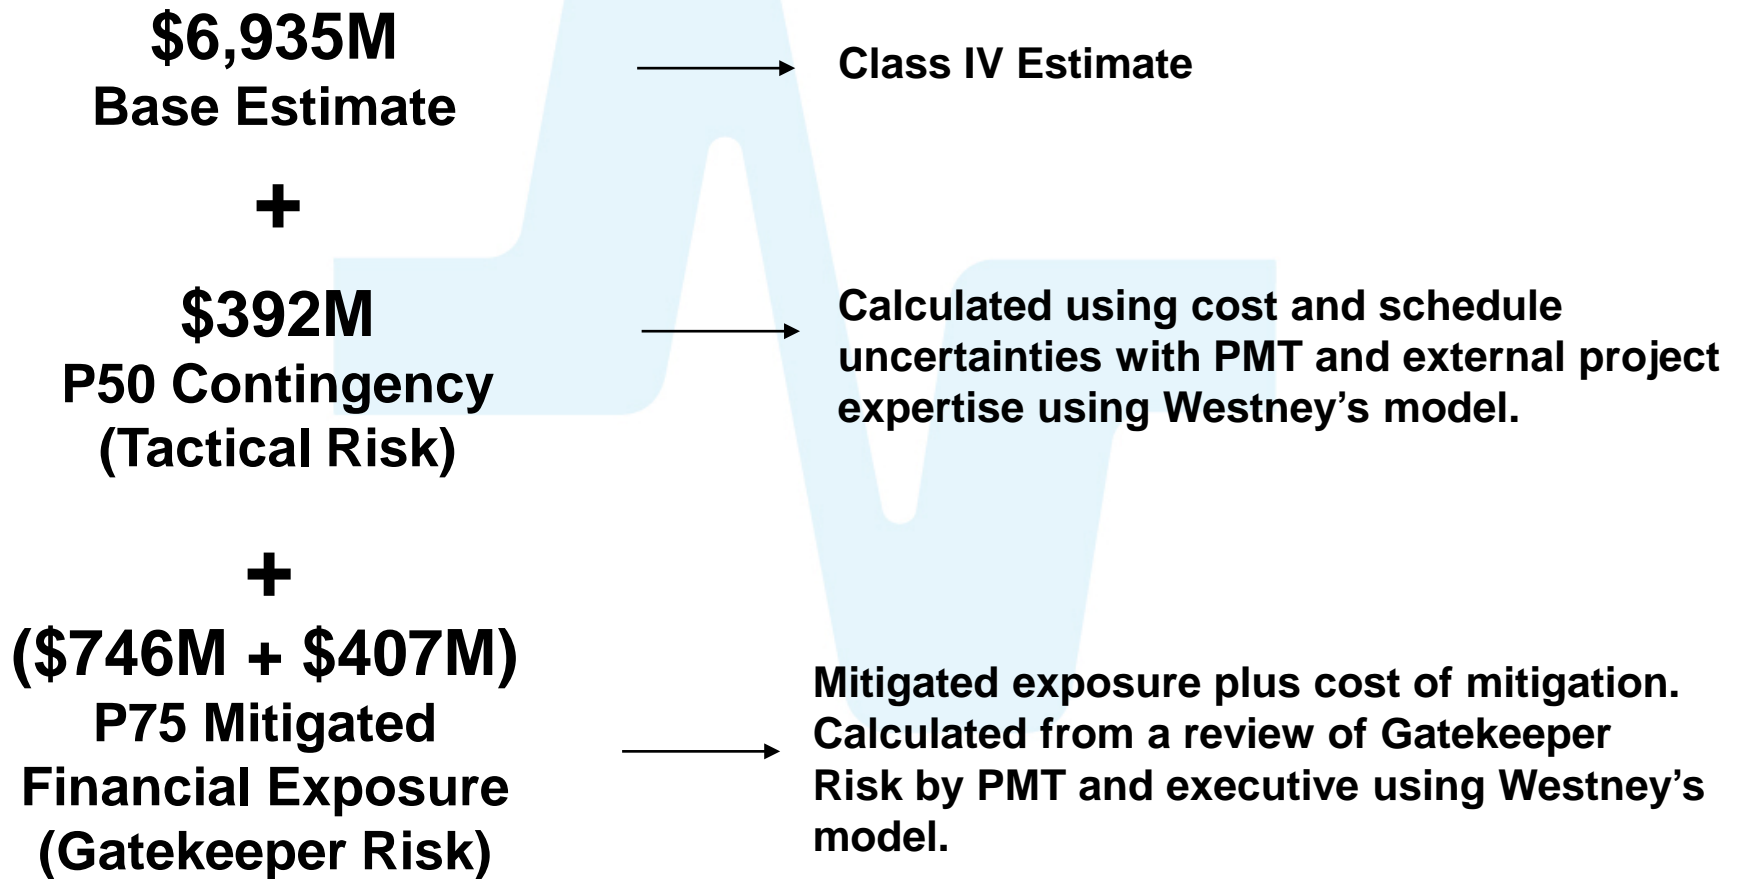 $6,935M
Base Estimate
Class IV Estimate
+
$392M
P50 Contingency
(Tactical Risk)
Calculated using cost and schedule
uncertainties with PMT and external project
expertise using Westney’s model.
+
($746M + $407M)
P75 Mitigated
Financial Exposure
(Gatekeeper Risk)
Mitigated exposure plus cost of mitigation.
Calculated from a review of Gatekeeper
Risk by PMT and executive using Westney’s
model.